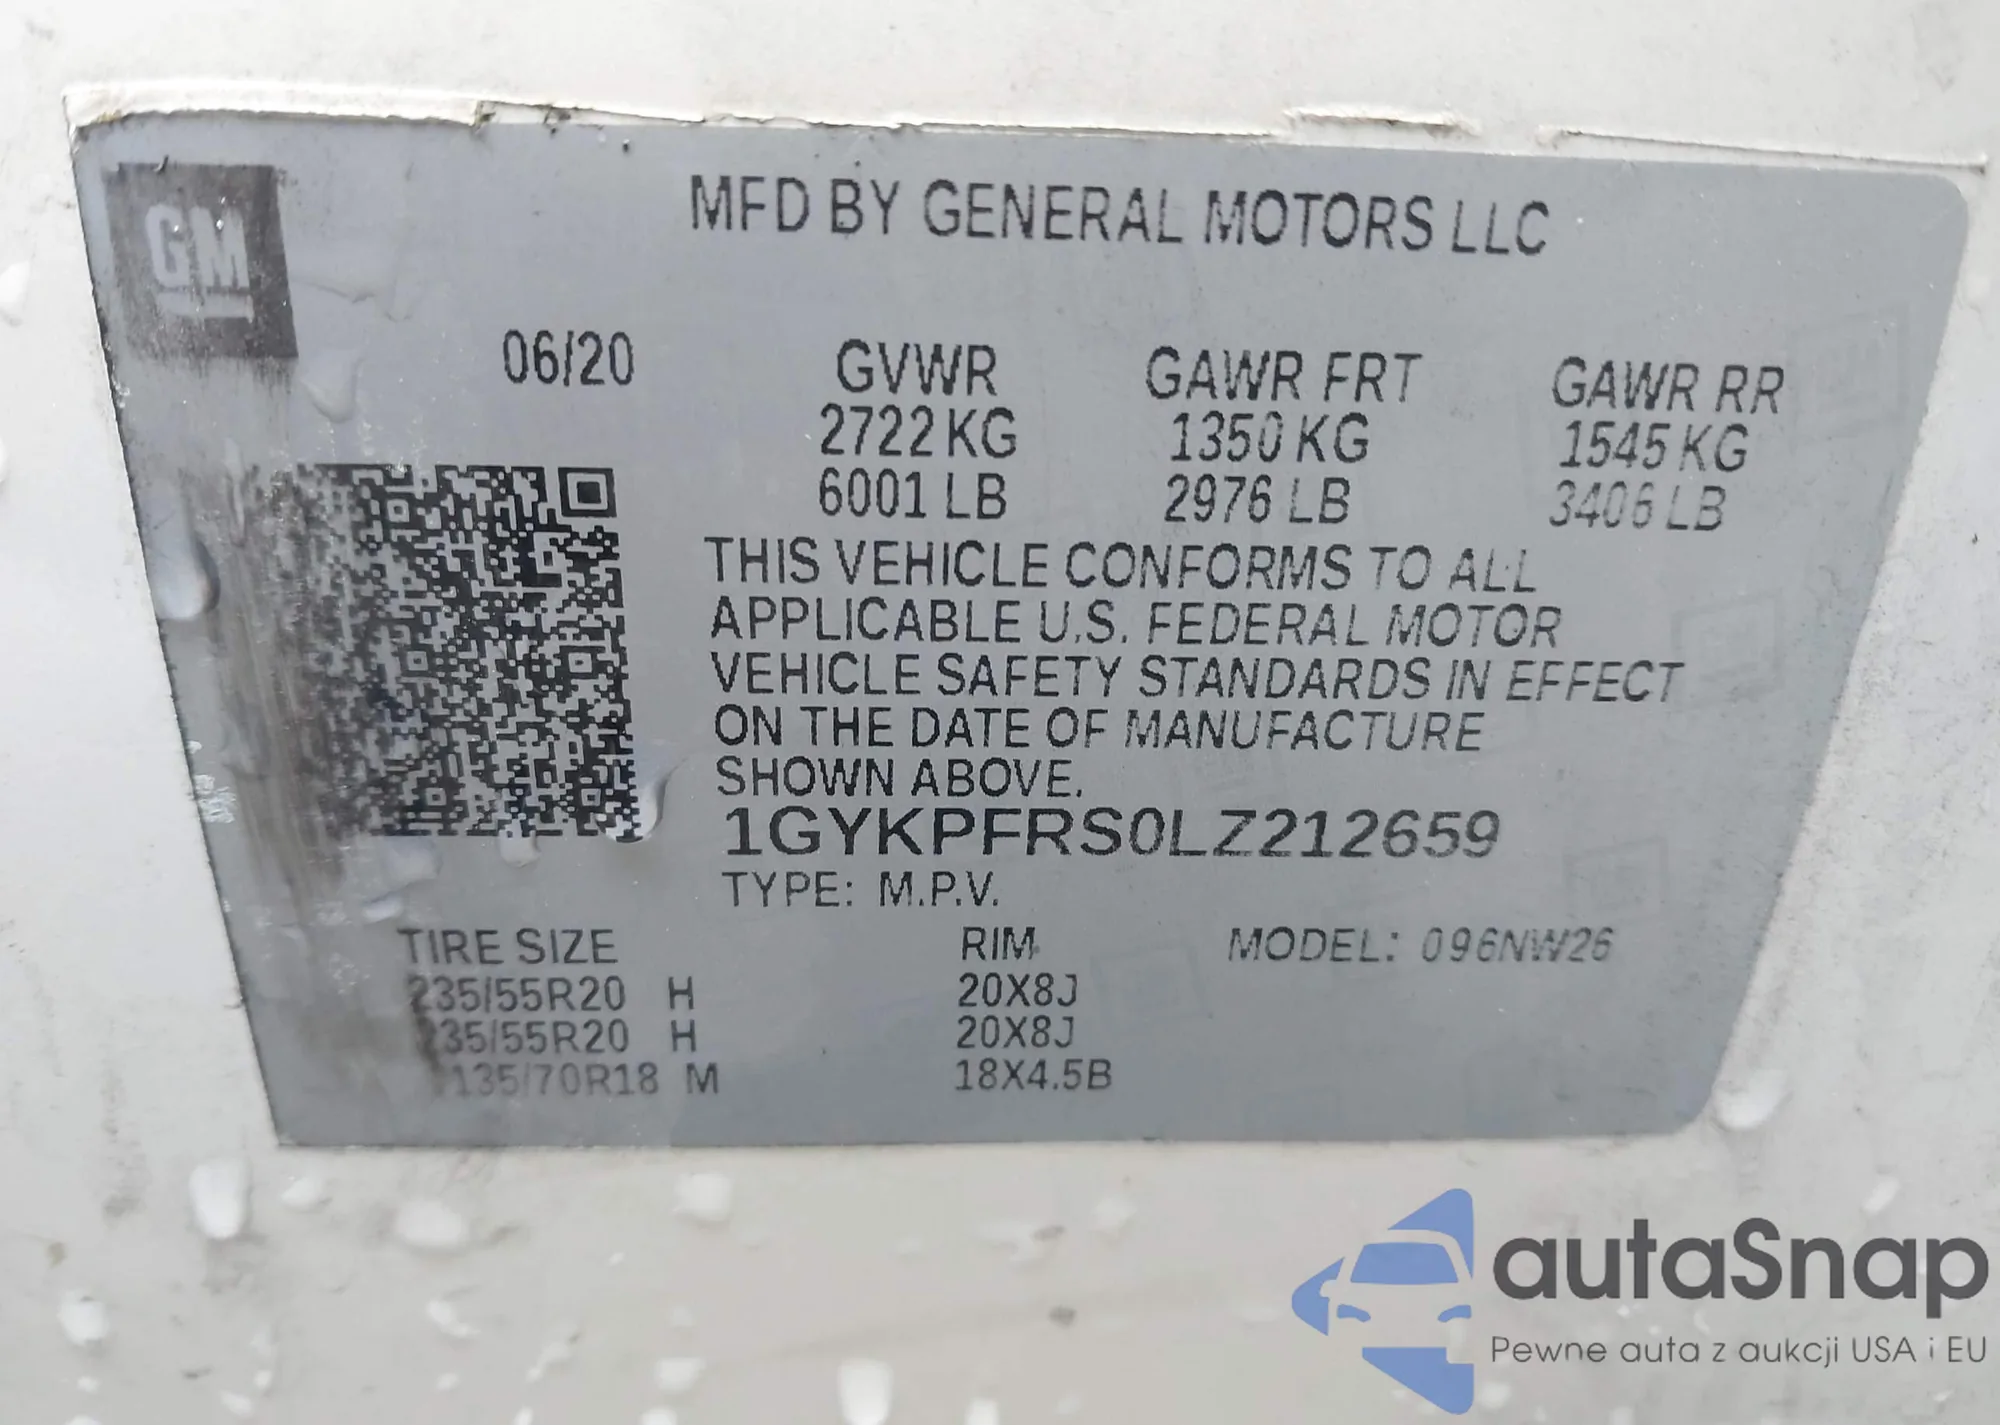 GM
MFD BY GENERAL MOTORS LLC
06/20 GVWR GAWR FRT GAWR RR
2722 KG 1350 KG 1545 KG
6001 LB 2976 LB 3406 LB
THIS VEHICLE CONFORMS TO ALL
APPLICABLE U.S. FEDERAL MOTOR
VEHICLE SAFETY STANDARDS IN EFFECT
ON THE DATE OF MANUFACTURE
SHOWN ABOVE.
1GYKPFRS0LZ212659
TYPE: M.P.V.
TIRE SIZE RIM MODEL: 096NW26
235/55R20 H 20X8J
235/55R20 H 20X8J
135/70R18 M 18X4.5B
autaSnap
Pewne auta z aukcji USA i EU